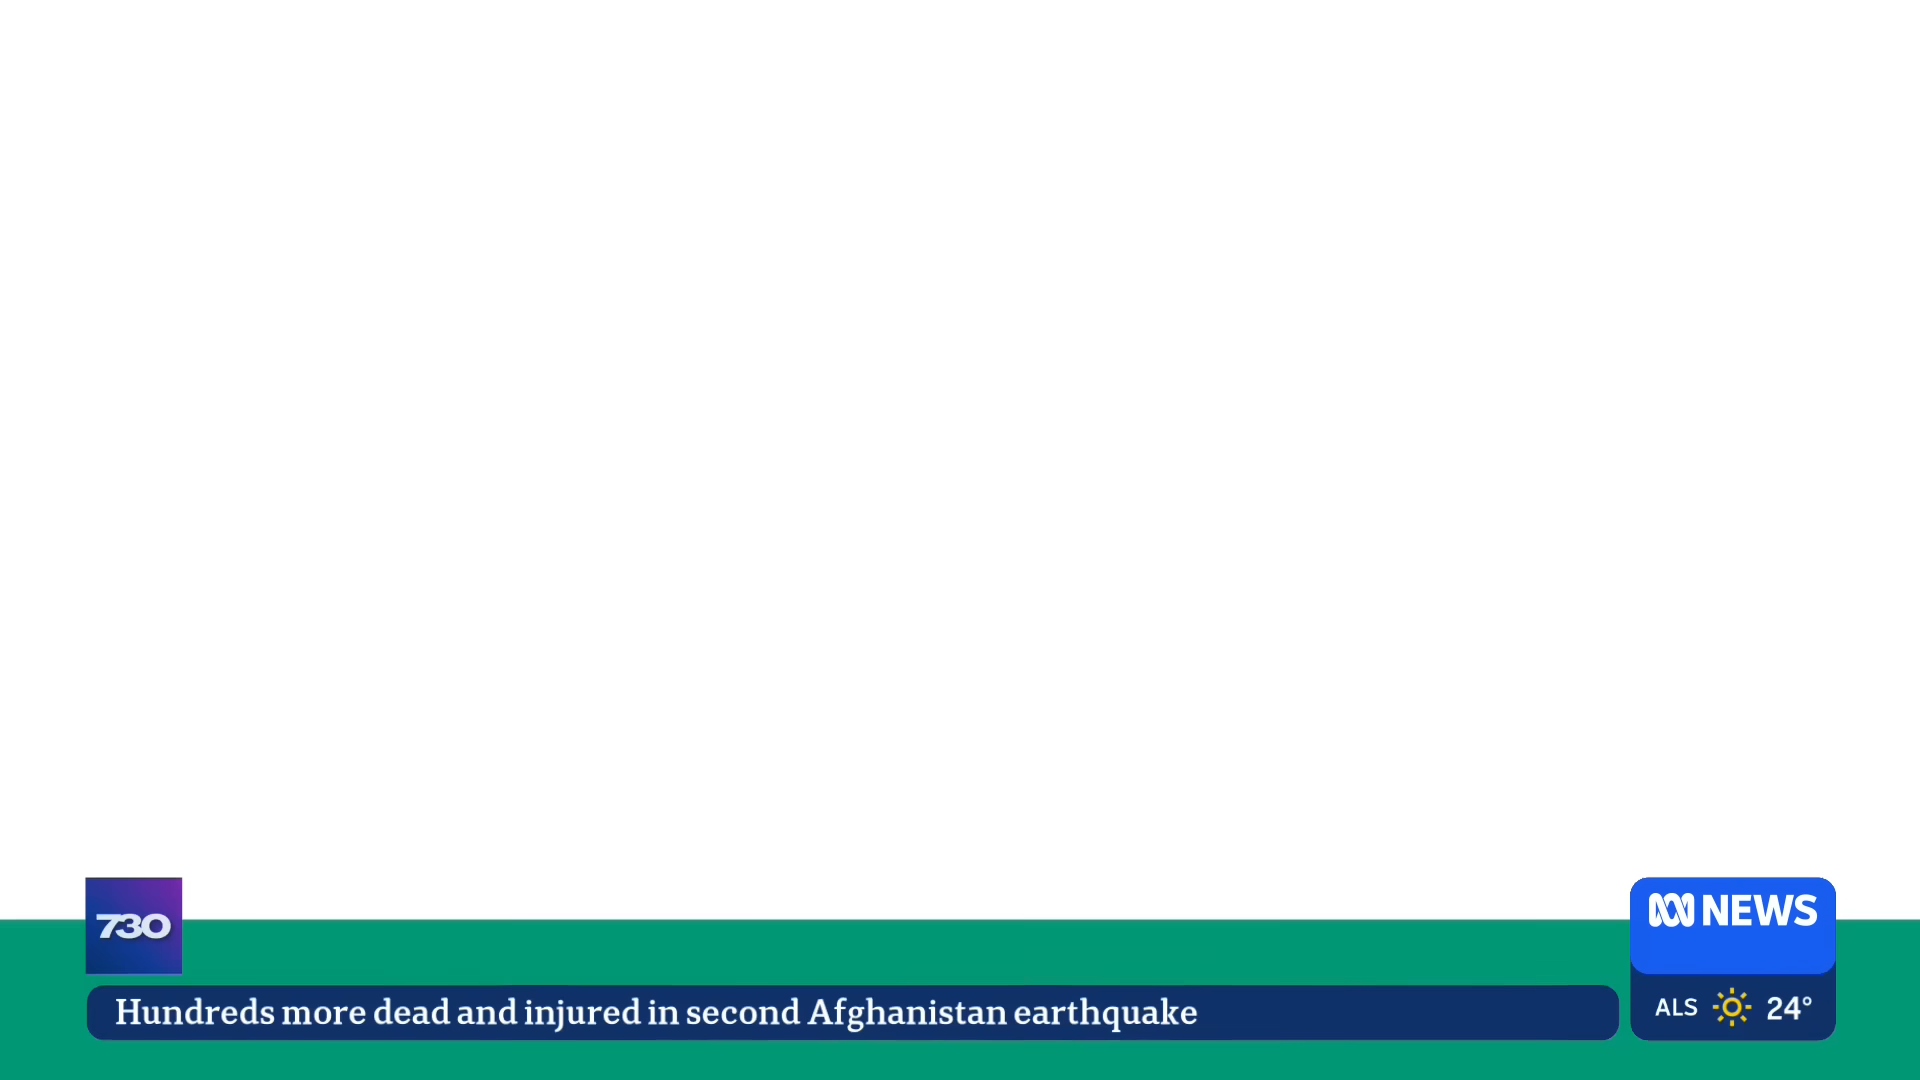 730
NEWS
Hundreds more dead and injured in second Afghanistan earthquake
ALS 24°